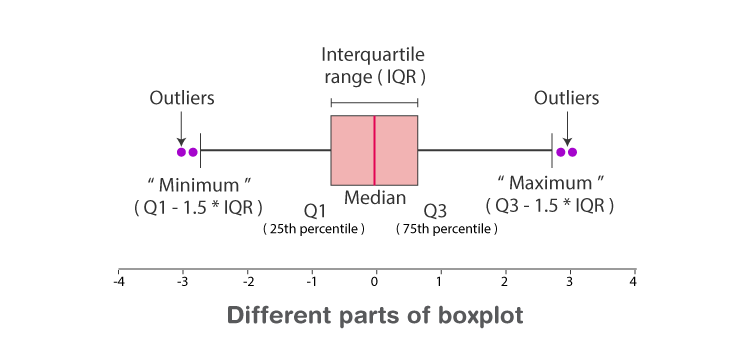 Interquartile
range ( IQR )
Outliers
Outliers
“ Minimum ”
( Q1 - 1.5 * IQR )
Median
“ Maximum ”
( Q3 - 1.5 * IQR )
Q1
( 25th percentile )
Q3
( 75th percentile )
-4 -3 -2 -1 0 1 2 3 4
Different parts of boxplot